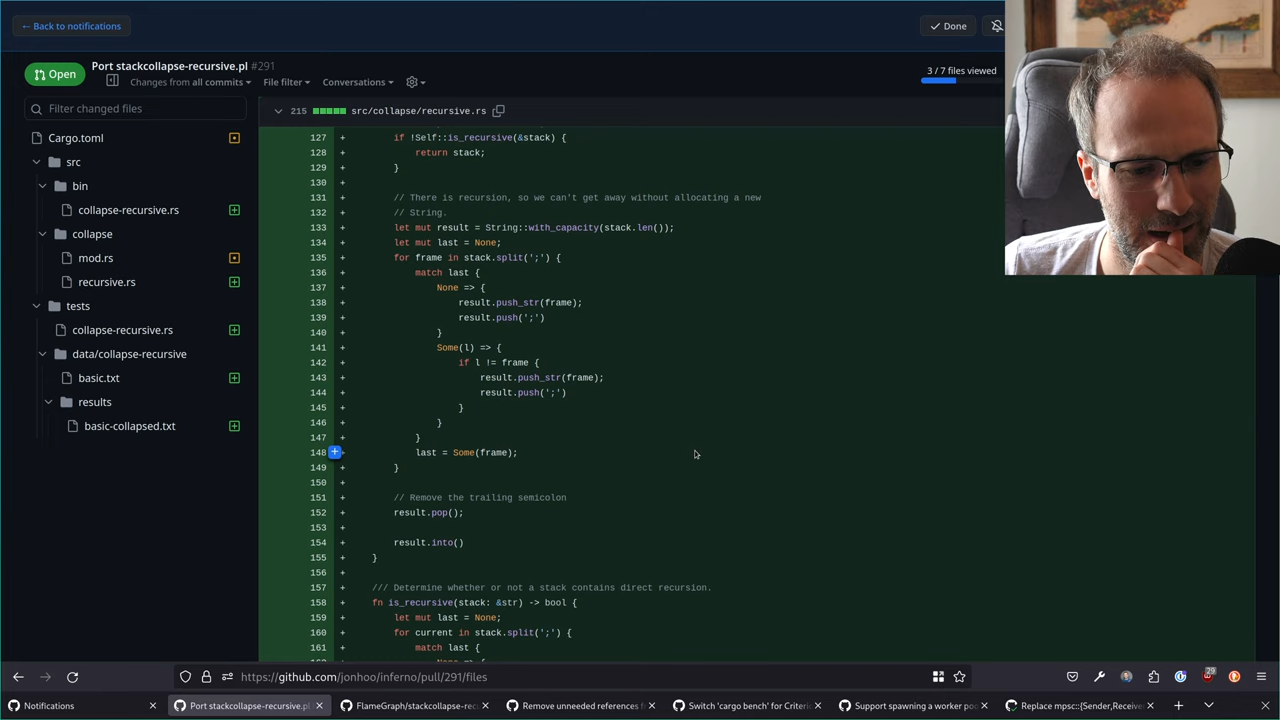 ← Back to notifications
Done
Open
Port stackcollapse-recursive.pl #291
Changes from all commits
File filter
Conversations
3 / 7 files viewed
Filter changed files
Cargo.toml
src
bin
collapse-recursive.rs
collapse
mod.rs
recursive.rs
tests
collapse-recursive.rs
data/collapse-recursive
basic.txt
results
basic-collapsed.txt
215 src/collapse/recursive.rs
127 + if !Self::is_recursive(&stack) {
128 + return stack;
129 + }
130 +
131 + // There is recursion, so we can't get away without allocating a new
132 + // String.
133 + let mut result = String::with_capacity(stack.len());
134 + let mut last = None;
135 + for frame in stack.split(';') {
136 + match last {
137 + None => {
138 + result.push_str(frame);
139 + result.push(';')
140 + }
141 + Some(l) => {
142 + if l != frame {
143 + result.push_str(frame);
144 + result.push(';')
145 + }
146 + }
147 + }
148 + last = Some(frame);
149 + }
150 +
151 + // Remove the trailing semicolon
152 + result.pop();
153 +
154 + result.into()
155 + }
156 +
157 + /// Determine whether or not a stack contains direct recursion.
158 + fn is_recursive(stack: &str) -> bool {
159 + let mut last = None;
160 + for current in stack.split(';') {
161 + match last {
https://github.com/jonhoo/inferno/pull/291/files
29
Notifications
Port stackcollapse-recursive.pl
FlameGraph/stackcollapse-rec
Remove unneeded references f
Switch 'cargo bench' for Criteri
Support spawning a worker poo
Replace mpsc::{Sender,Receive